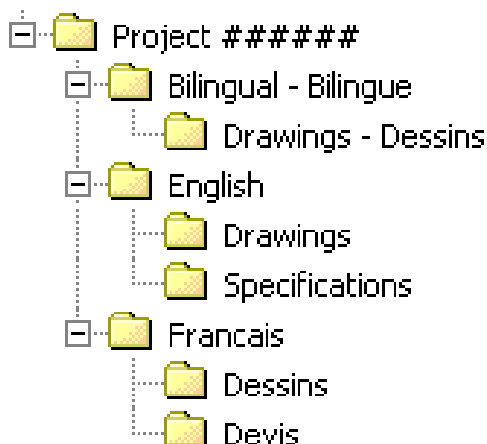 Project ######
Bilingual - Bilingue
Drawings - Dessins
English
Drawings
Specifications
Francais
Dessins
Devis